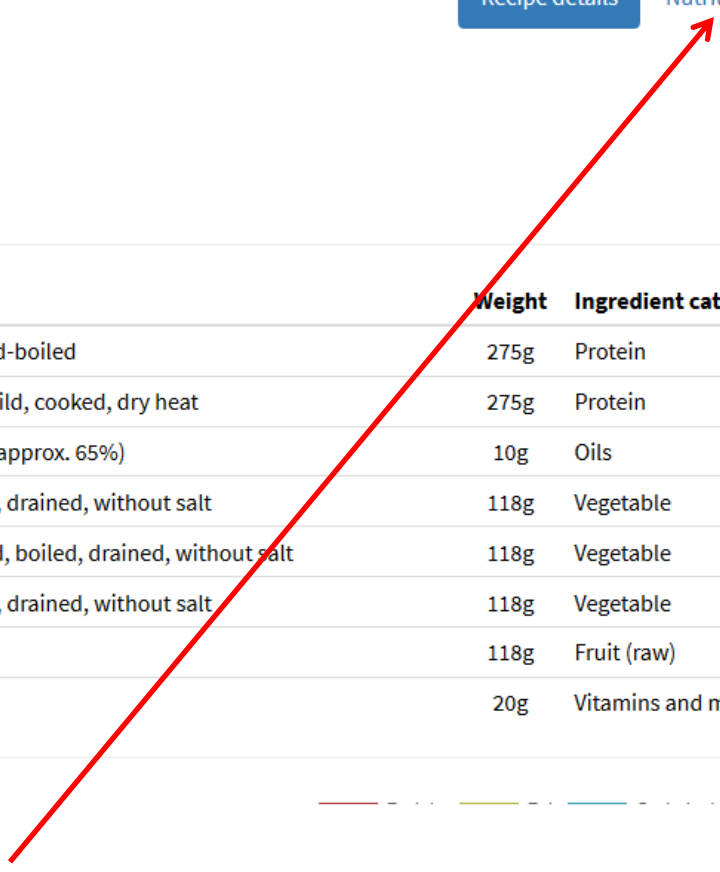 Recipe details
Weight Ingredient cat
d-boiled 275g Protein
ild, cooked, dry heat 275g Protein
approx. 65%) 10g Oils
, drained, without salt 118g Vegetable
d, boiled, drained, without salt 118g Vegetable
, drained, without salt 118g Vegetable
118g Fruit (raw)
20g Vitamins and m